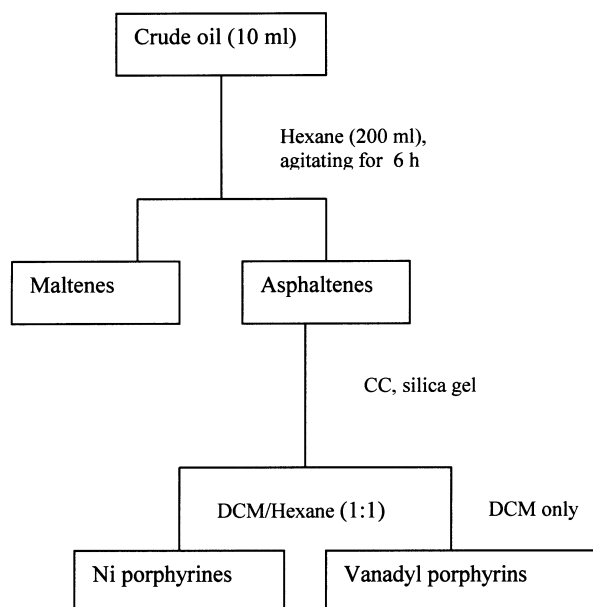 Crude oil (10 ml)
Hexane (200 ml),
agitating for 6 h
Maltenes
Asphaltenes
CC, silica gel
DCM/Hexane (1:1)
DCM only
Ni porphyrines
Vanadyl porphyrins